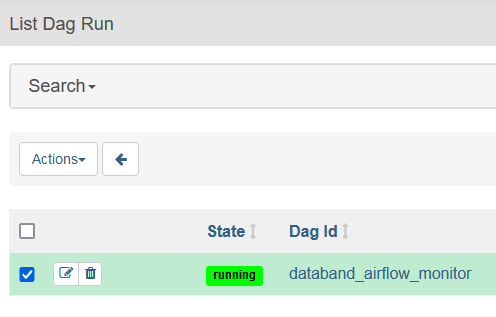 List Dag Run
Search
Actions
State Dag Id
running databand_airflow_monitor